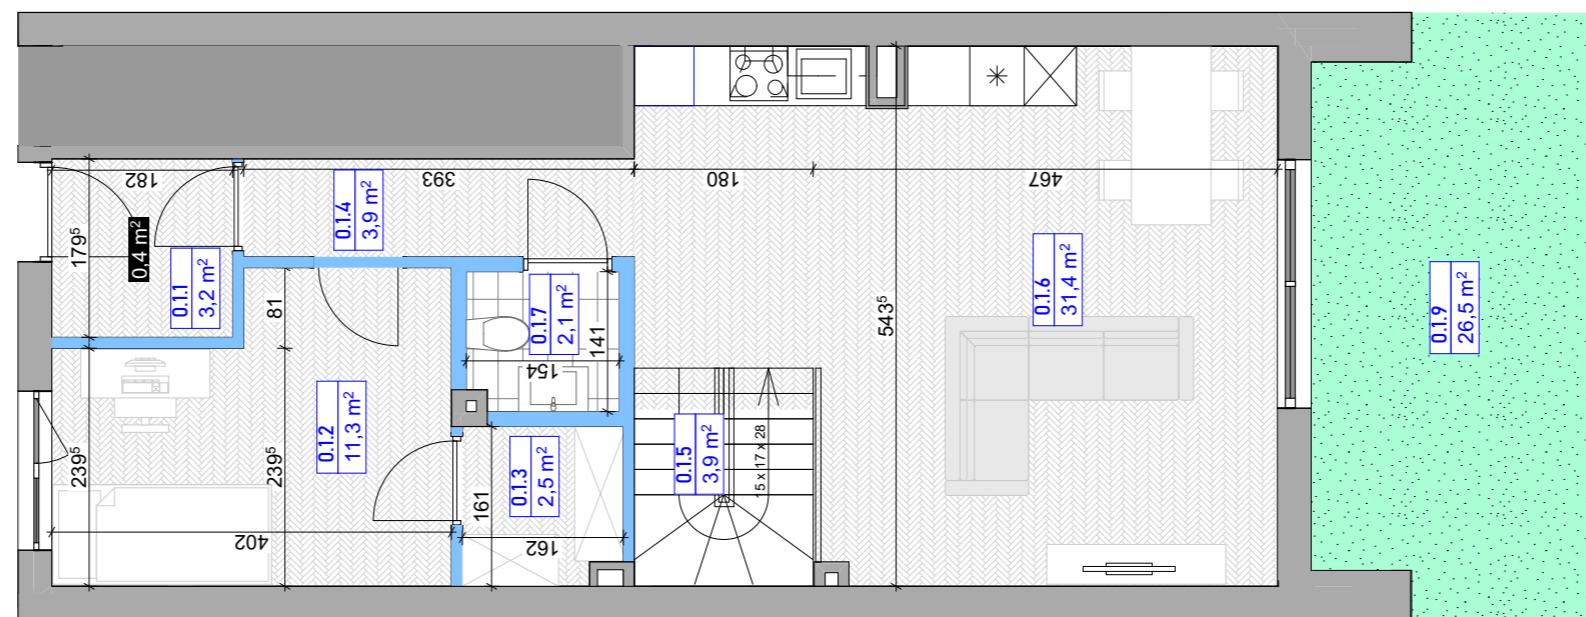 182
393
180
467
179⁵
0,4 m²
0.1.1
3,2 m²
0.1.4
3,9 m²
81
0.1.7
2,1 m²
141
154
543⁵
0.1.6
31,4 m²
0.1.9
26,5 m²
239⁵
239⁵
0.1.2
11,3 m²
402
161
0.1.3
2,5 m²
162
0.1.5
3,9 m²
15 x 17 x 28